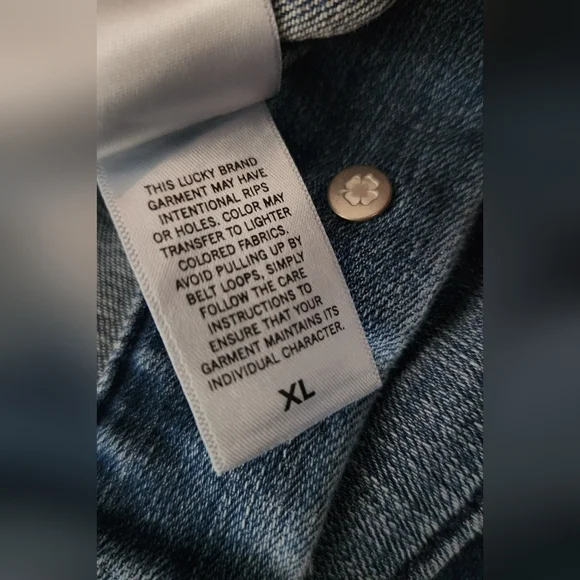 THIS LUCKY BRAND
GARMENT MAY HAVE
INTENTIONAL RIPS
OR HOLES. COLOR MAY
TRANSFER TO LIGHTER
COLORED FABRICS.
AVOID PULLING UP BY
BELT LOOPS, SIMPLY
FOLLOW THE CARE
INSTRUCTIONS TO
ENSURE THAT YOUR
GARMENT MAINTAINS ITS
INDIVIDUAL CHARACTER.
XL